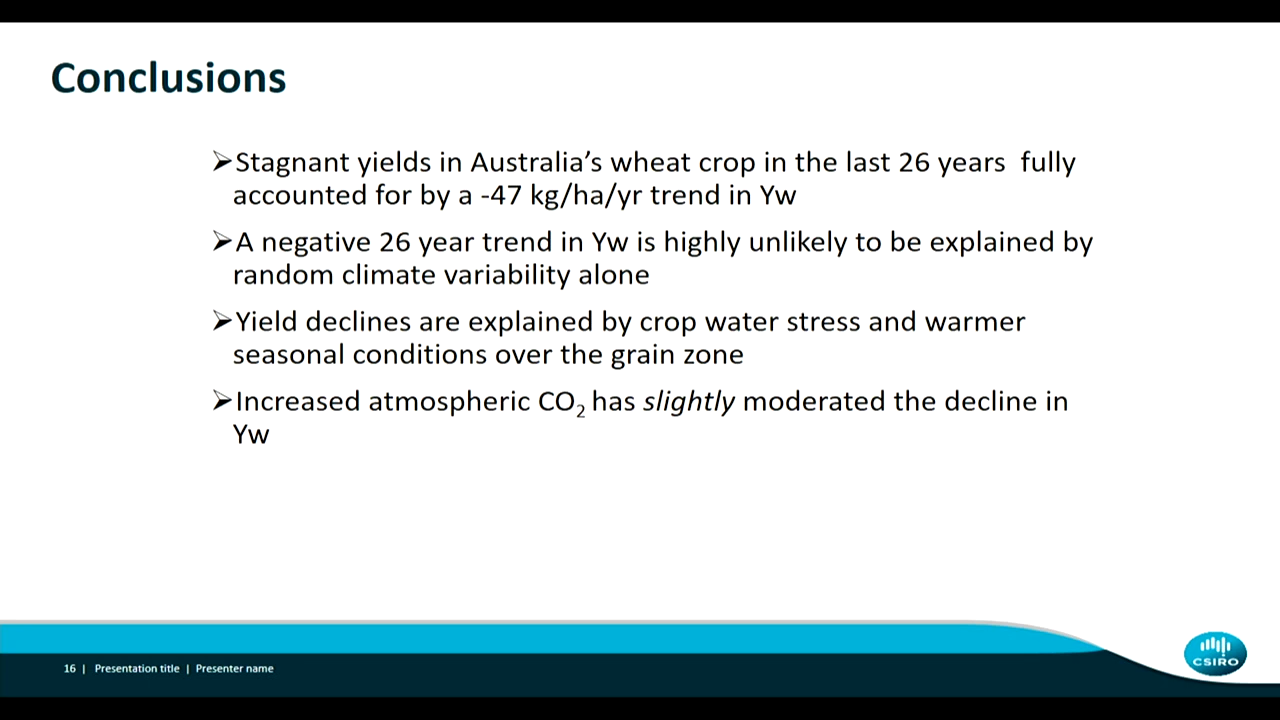 Conclusions
➢Stagnant yields in Australia’s wheat crop in the last 26 years fully
accounted for by a -47 kg/ha/yr trend in Yw
➢A negative 26 year trend in Yw is highly unlikely to be explained by
random climate variability alone
➢Yield declines are explained by crop water stress and warmer
seasonal conditions over the grain zone
➢Increased atmospheric CO₂ has slightly moderated the decline in
Yw
16 | Presentation title | Presenter name
CSIRO